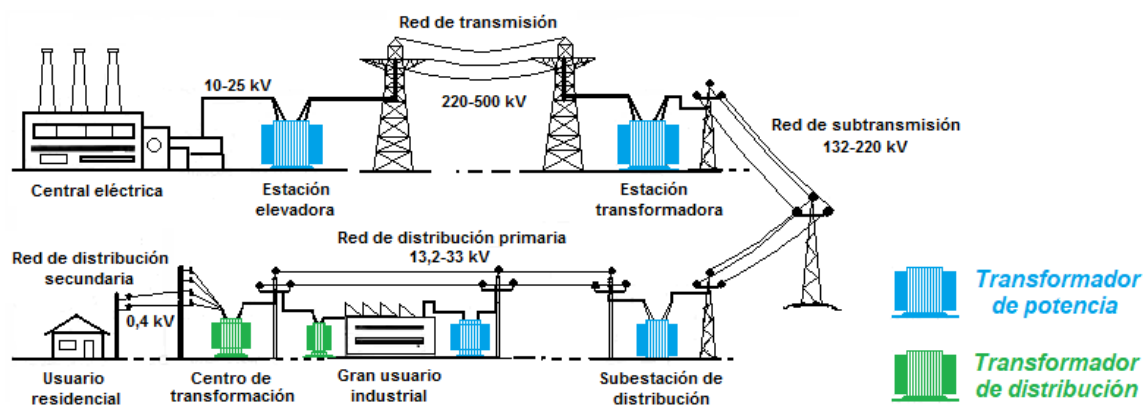 Red de transmisión
10-25 kV
220-500 kV
Red de subtransmisión
132-220 kV
Central eléctrica
Estación
elevadora
Estación
transformadora
Red de distribución primaria
13,2-33 kV
Red de distribución
secundaria
0,4 kV
Usuario
residencial
Centro de
transformación
Gran usuario
industrial
Subestación de
distribución
Transformador
de potencia
Transformador
de distribución